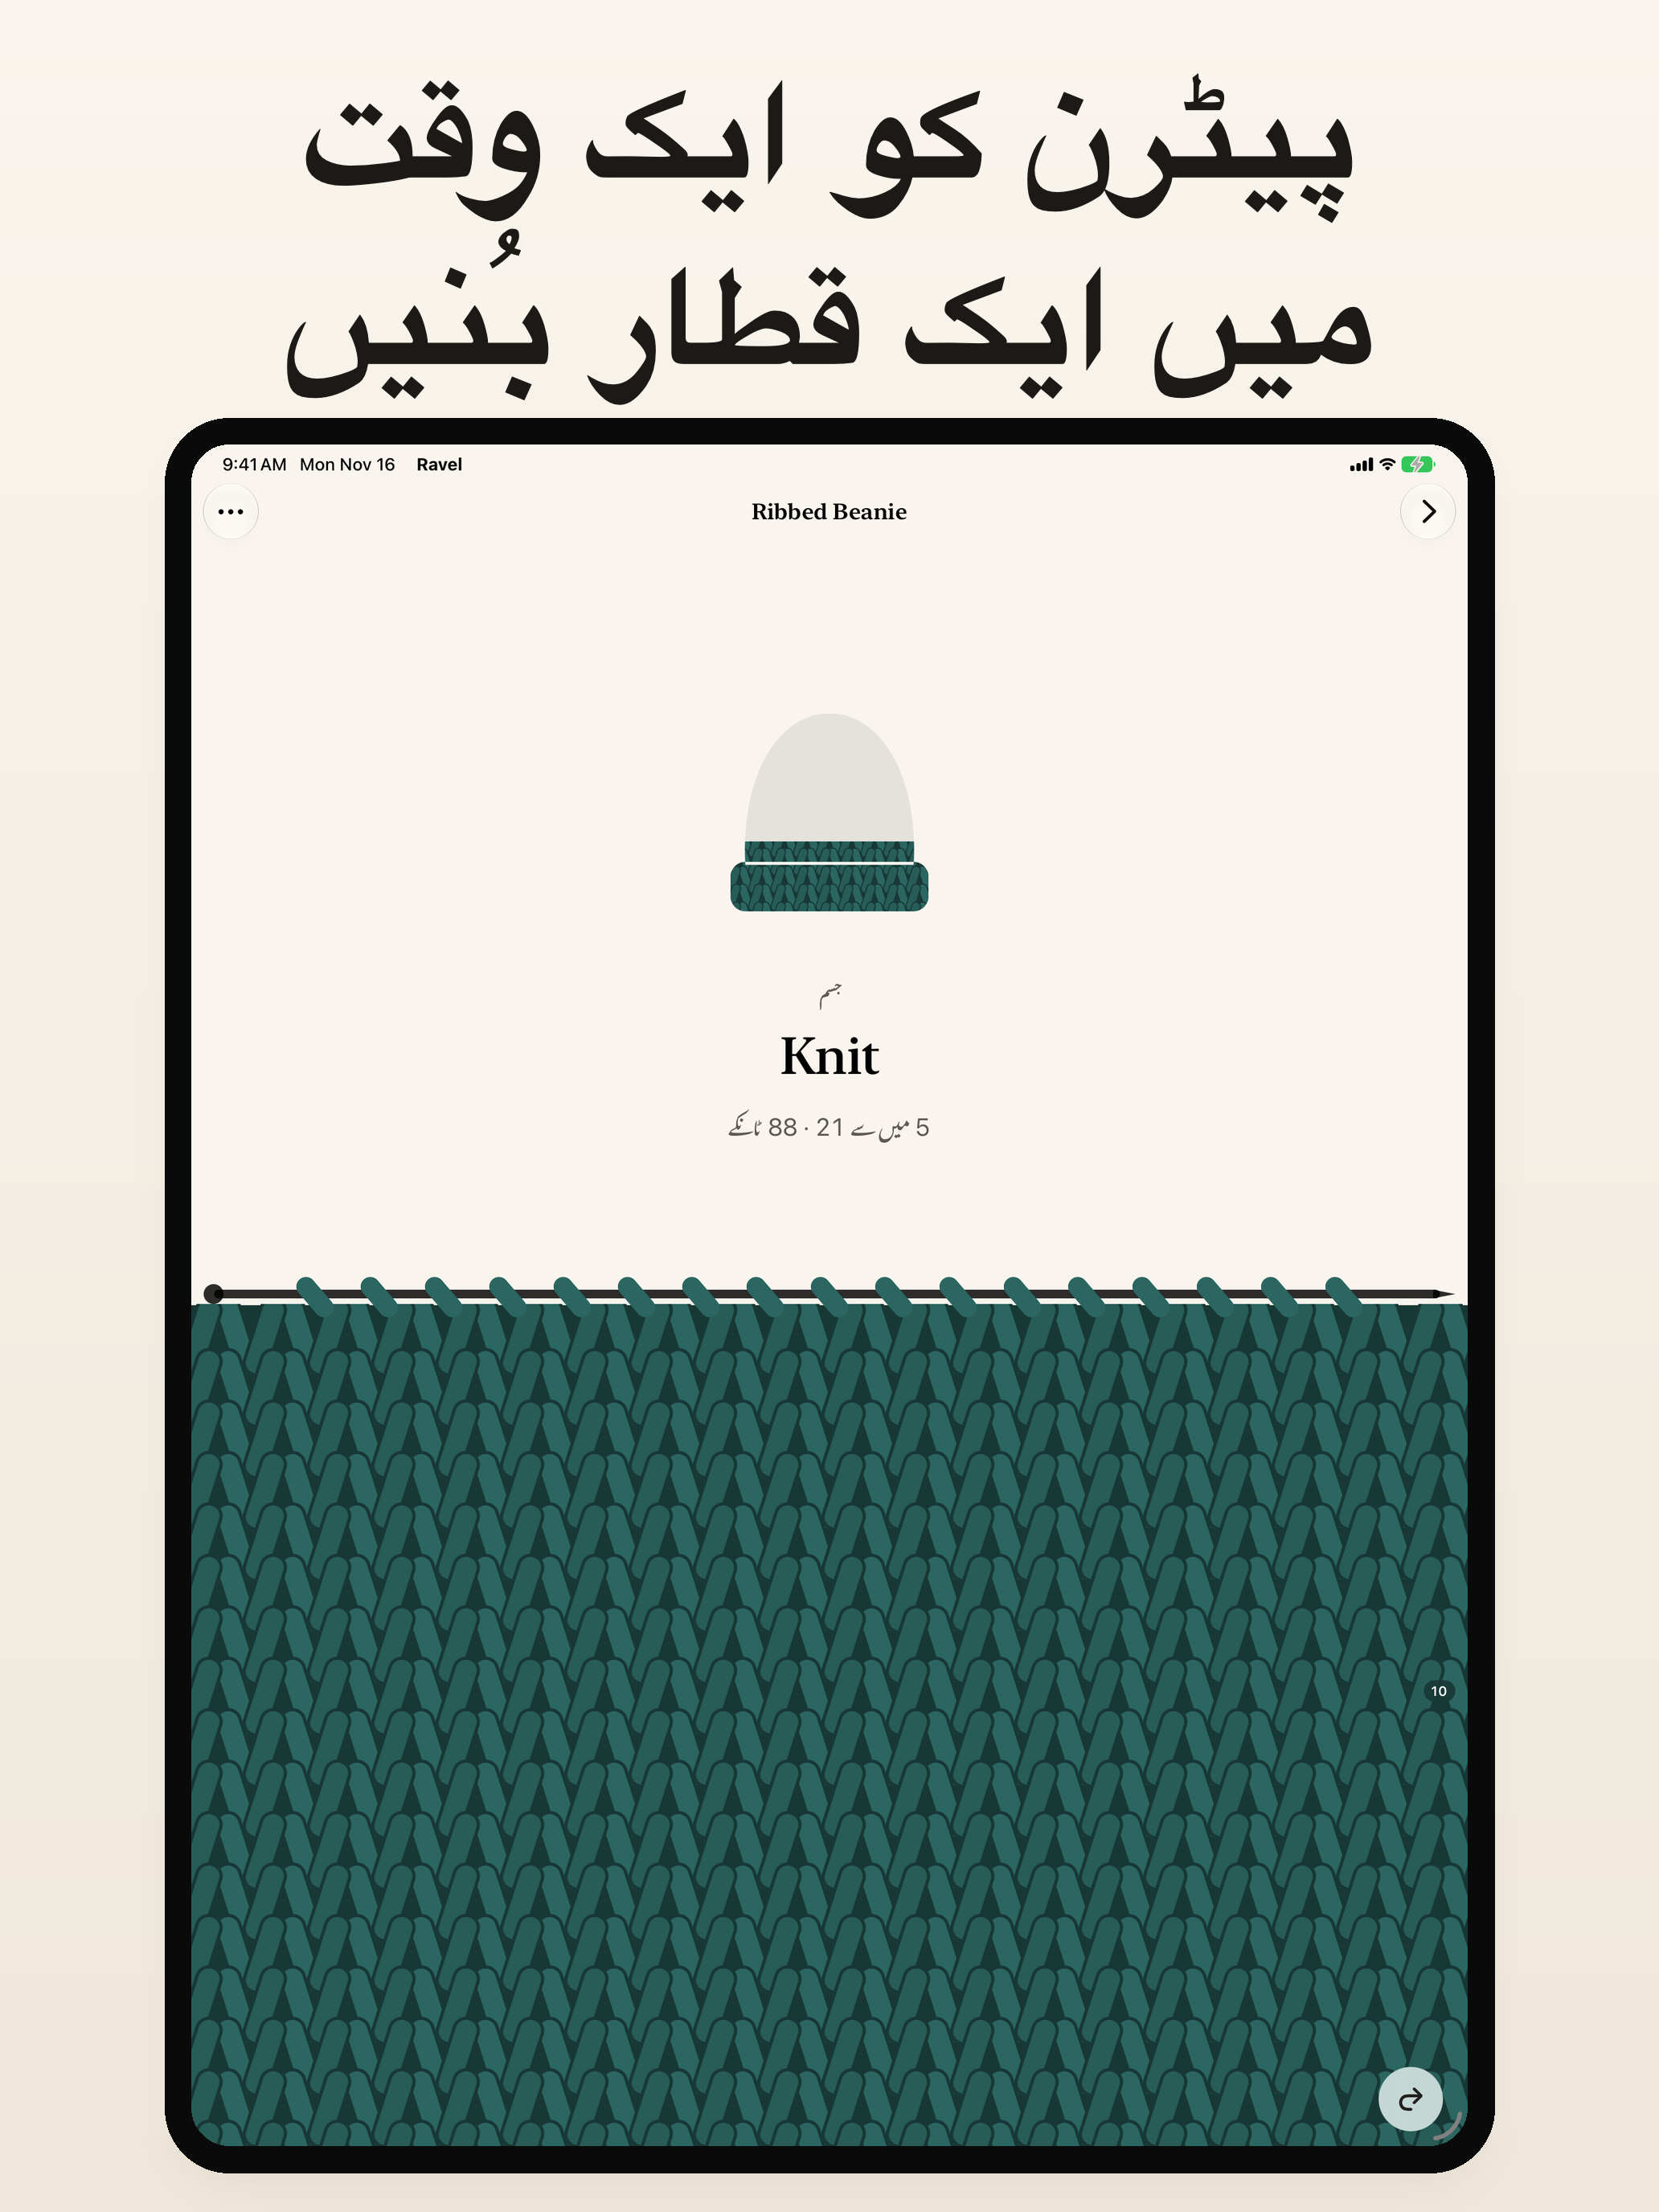 پیٹرن کو ایک وقت
میں ایک قطار بُنیں
9:41 AM Mon Nov 16 Ravel
Ribbed Beanie
جسم
Knit
5 میں سے 21 · 88 ٹانکے
10